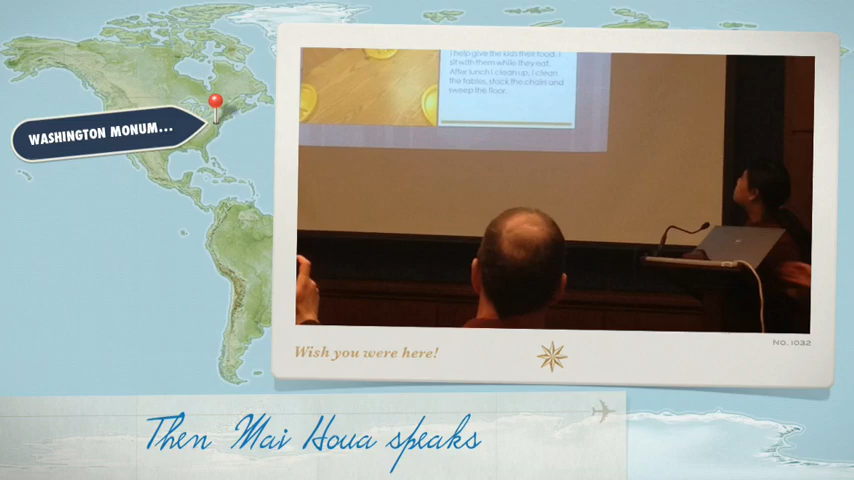 WASHINGTON MONUM...
I help give the kids their food. I
sit with them while they eat.
After lunch I clean up, I clean
the tables, stack the chairs and
sweep the floor.
Wish you were here!
NO. 1032
Then Mai Houa speaks